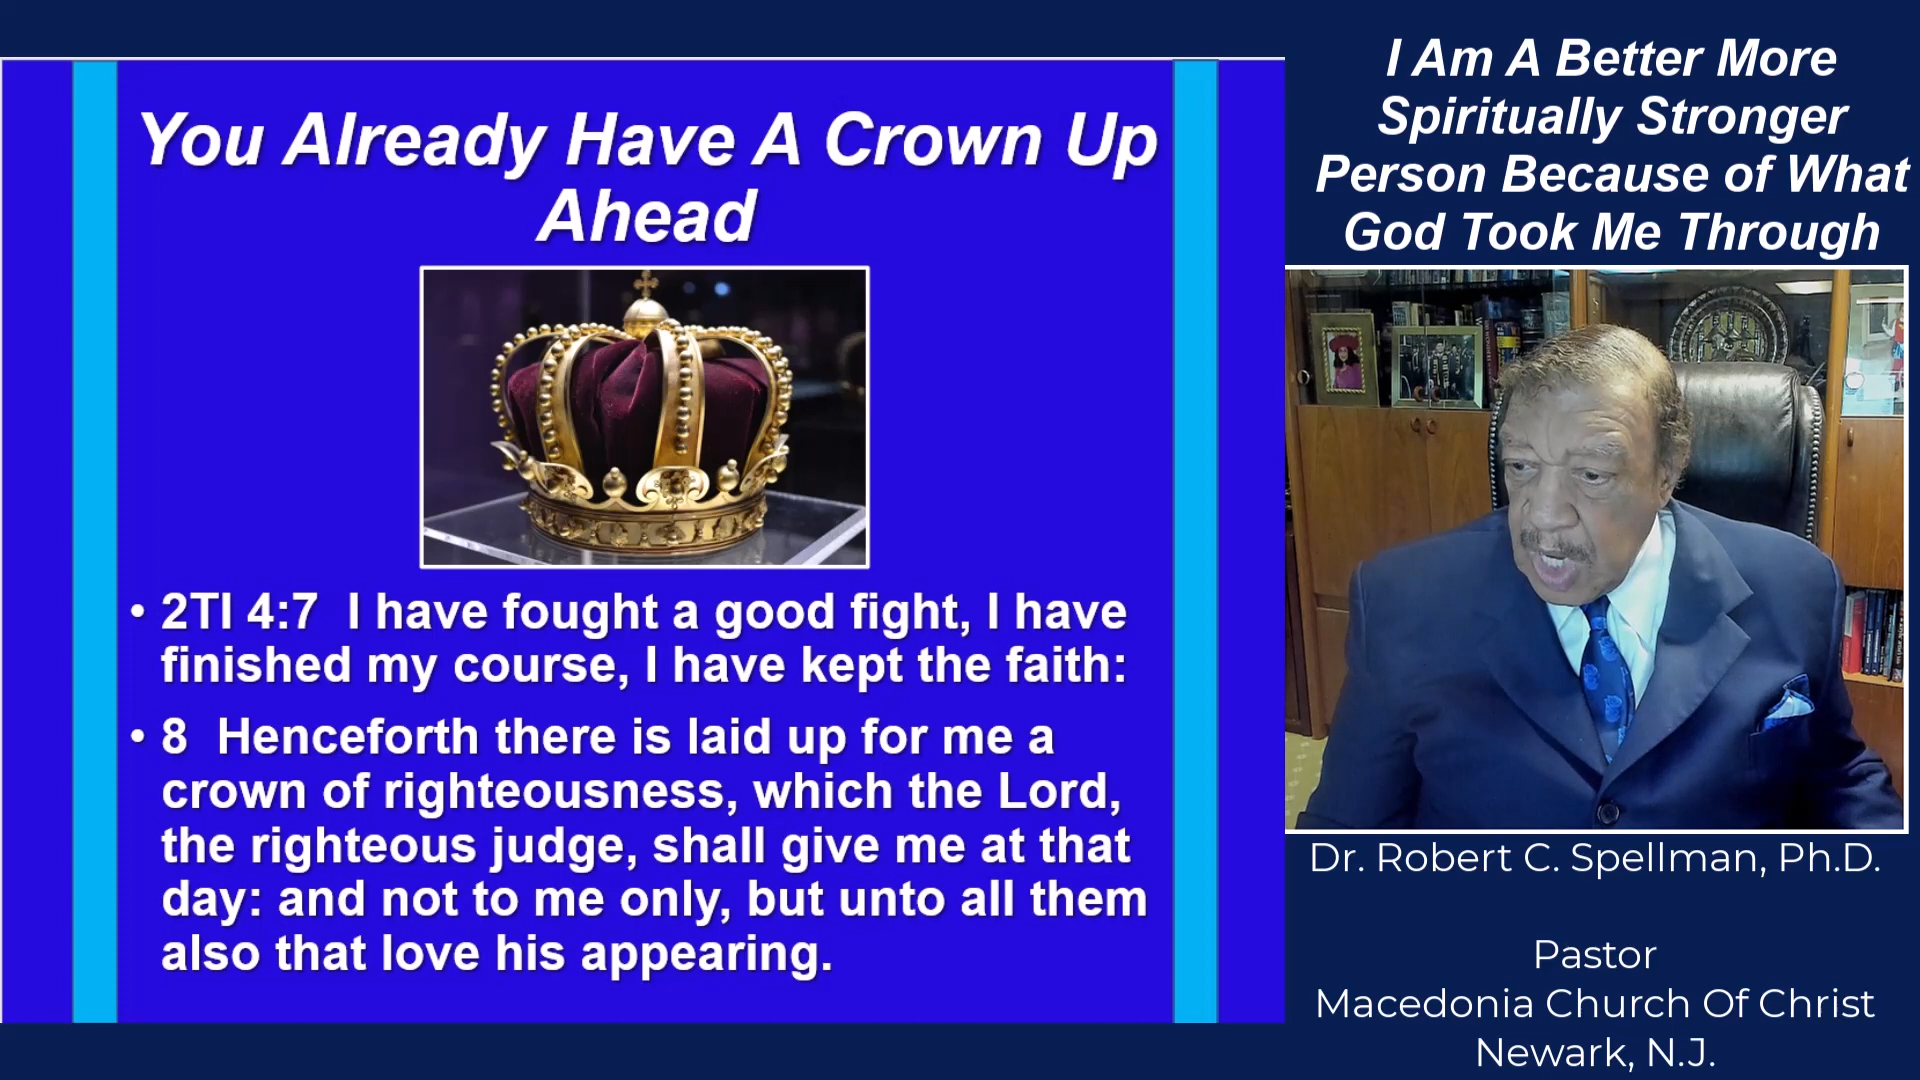 You Already Have A Crown Up
Ahead
• 2TI 4:7 I have fought a good fight, I have
finished my course, I have kept the faith:
• 8 Henceforth there is laid up for me a
crown of righteousness, which the Lord,
the righteous judge, shall give me at that
day: and not to me only, but unto all them
also that love his appearing.
I Am A Better More
Spiritually Stronger
Person Because of What
God Took Me Through
Dr. Robert C. Spellman, Ph.D.
Pastor
Macedonia Church Of Christ
Newark, N.J.